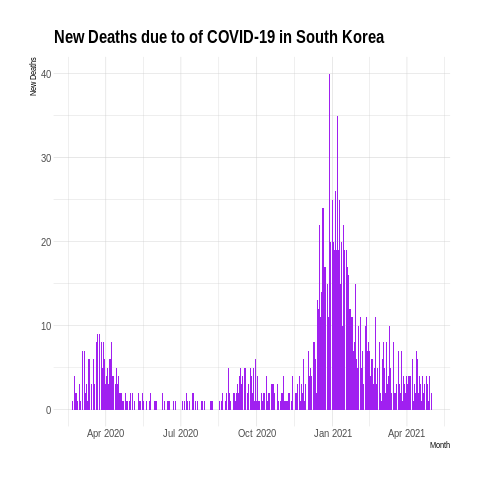 New Deaths due to of COVID-19 in South Korea
New Deaths
40
30
20
10
0
Apr 2020 Jul 2020 Oct 2020 Jan 2021 Apr 2021
Month